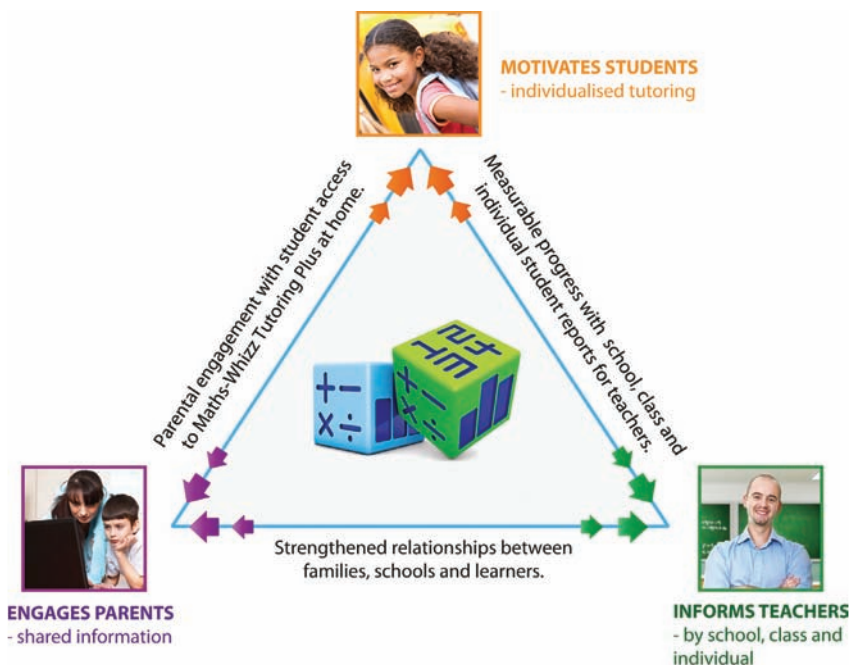 MOTIVATES STUDENTS
- individualised tutoring
Parental engagement with student access
to Maths-Whizz Tutoring Plus at home.
Measurable progress with school, class and
individual student reports for teachers.
+ −
× ÷
+ −
× ÷
Strengthened relationships between
families, schools and learners.
ENGAGES PARENTS
- shared information
INFORMS TEACHERS
- by school, class and
individual